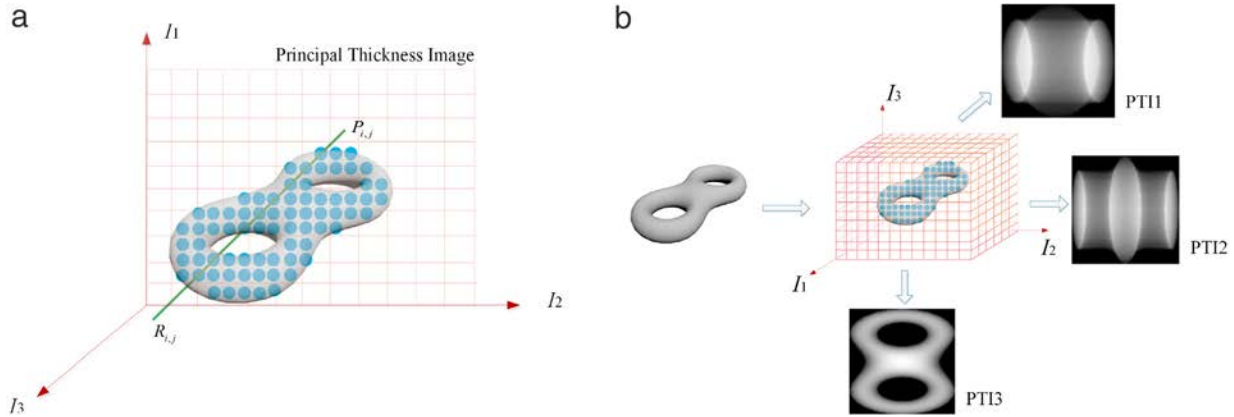 a
I1
Principal Thickness Image
Pi,j
I2
Ri,j
I3
b
PTI1
I3
I2
PTI2
I1
PTI3